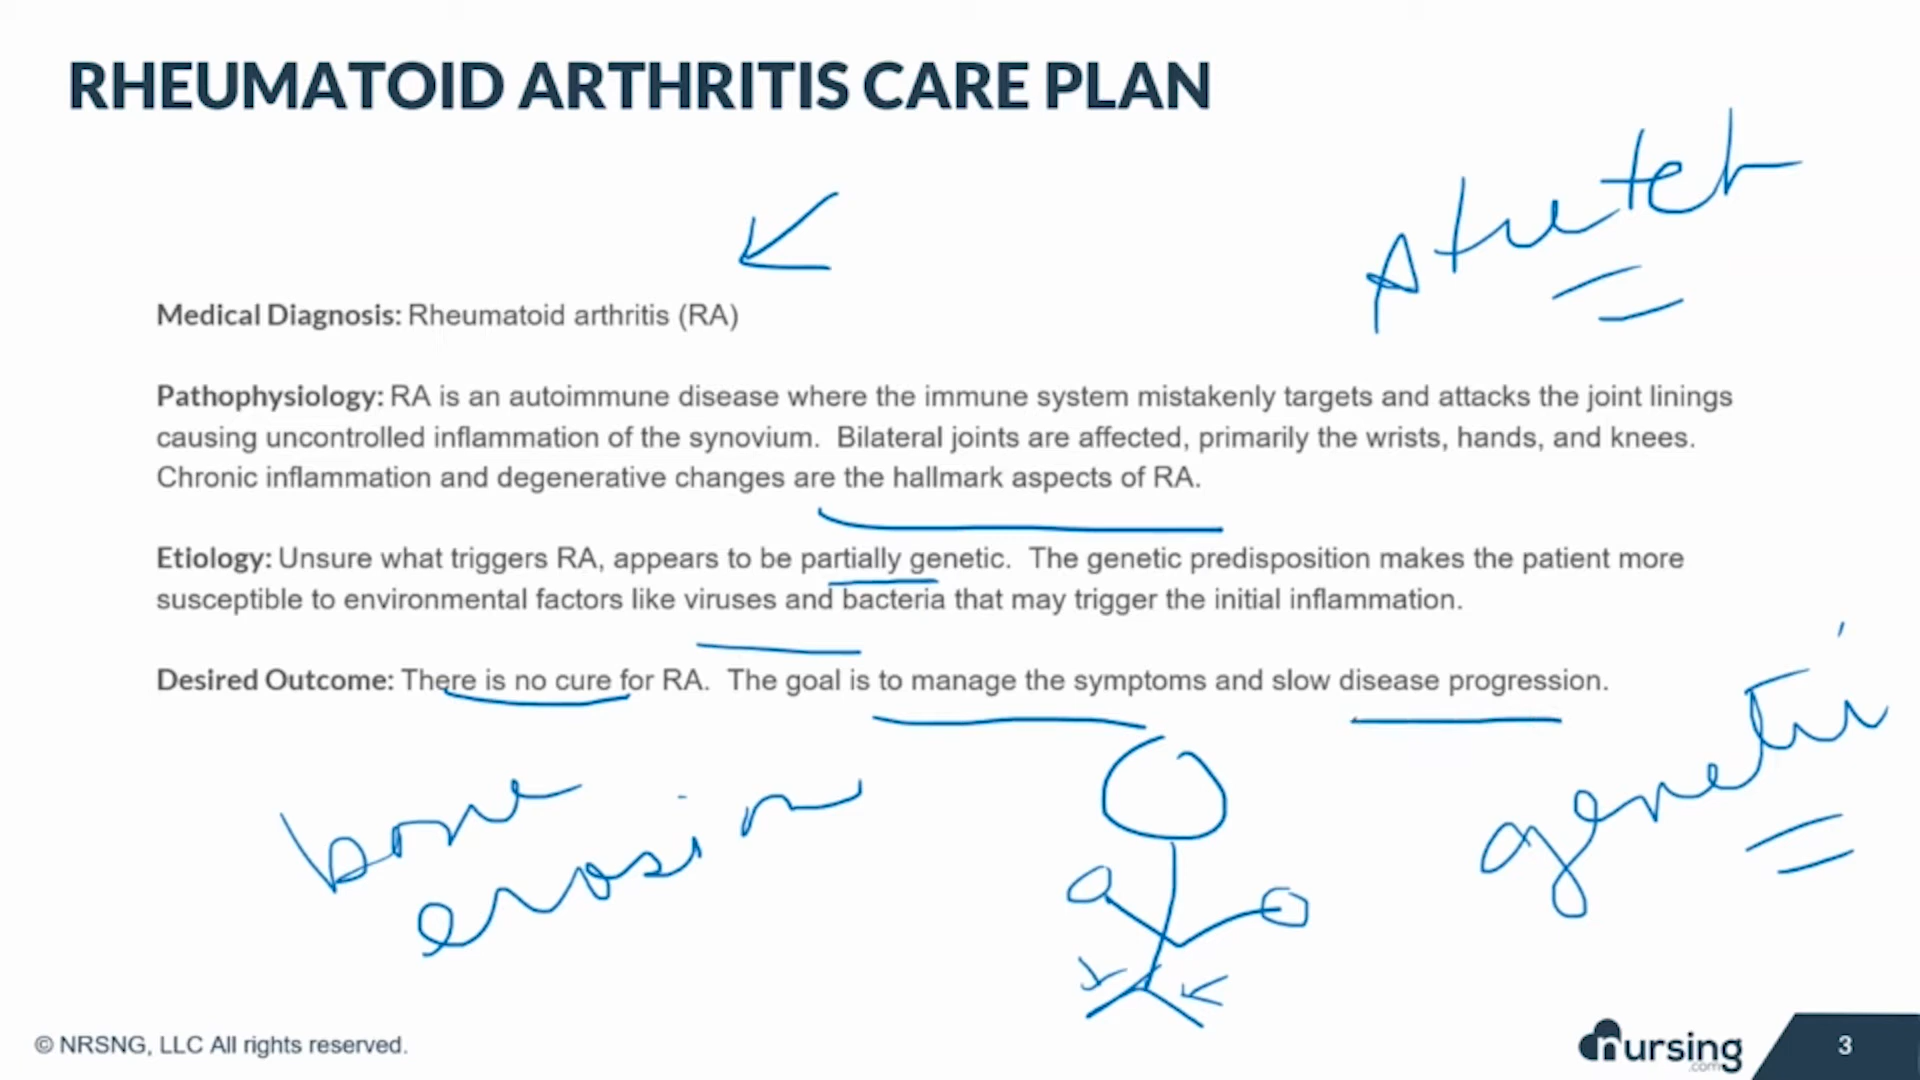 RHEUMATOID ARTHRITIS CARE PLAN
Medical Diagnosis: Rheumatoid arthritis (RA)
Pathophysiology: RA is an autoimmune disease where the immune system mistakenly targets and attacks the joint linings
causing uncontrolled inflammation of the synovium. Bilateral joints are affected, primarily the wrists, hands, and knees.
Chronic inflammation and degenerative changes are the hallmark aspects of RA.
Etiology: Unsure what triggers RA, appears to be partially genetic. The genetic predisposition makes the patient more
susceptible to environmental factors like viruses and bacteria that may trigger the initial inflammation.
Desired Outcome: There is no cure for RA. The goal is to manage the symptoms and slow disease progression.
bone
erosion
© NRSNG, LLC All rights reserved.
nursing
.com
3